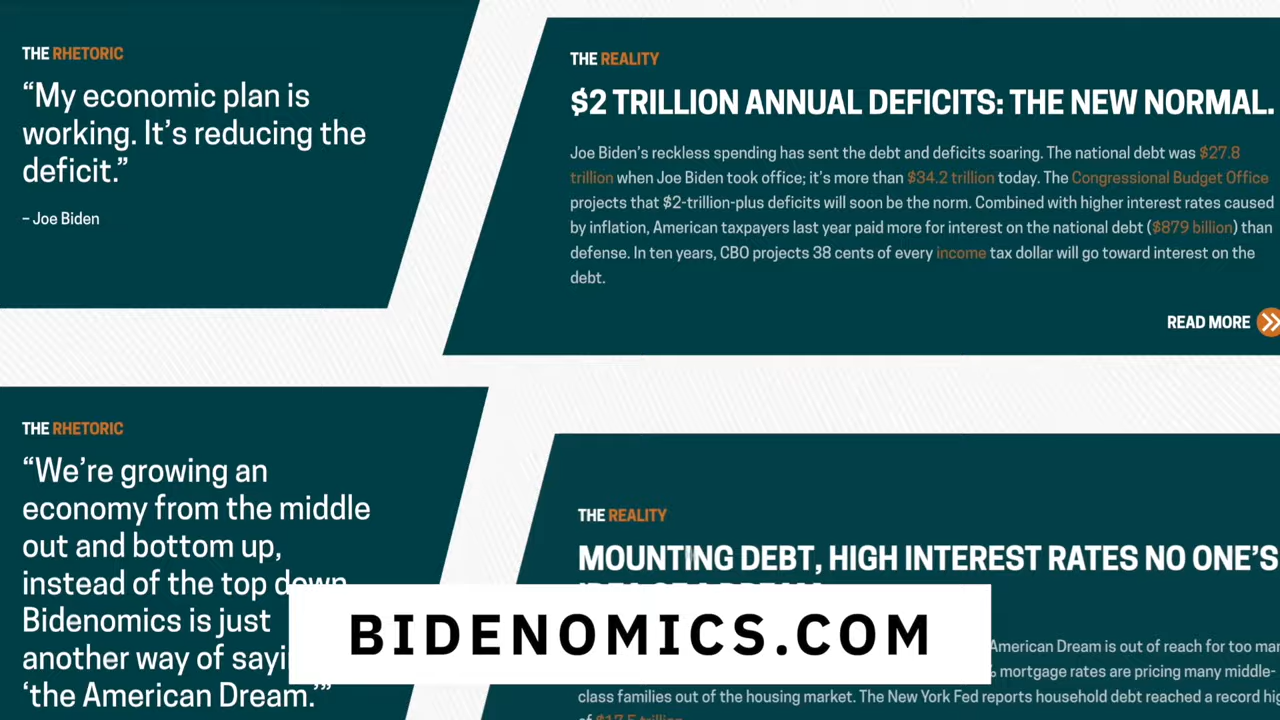 THE RHETORIC
“My economic plan is
working. It’s reducing the
deficit.”
– Joe Biden
THE REALITY
$2 TRILLION ANNUAL DEFICITS: THE NEW NORMAL.
Joe Biden’s reckless spending has sent the debt and deficits soaring. The national debt was $27.8
trillion when Joe Biden took office; it’s more than $34.2 trillion today. The Congressional Budget Office
projects that $2-trillion-plus deficits will soon be the norm. Combined with higher interest rates caused
by inflation, American taxpayers last year paid more for interest on the national debt ($879 billion) than
defense. In ten years, CBO projects 38 cents of every income tax dollar will go toward interest on the
debt.
READ MORE
THE RHETORIC
“We’re growing an
economy from the middle
out and bottom up,
instead of the top down.
Bidenomics is just
another way of sayi
‘the American Dream.’”
THE REALITY
MOUNTING DEBT, HIGH INTEREST RATES NO ONE’S
American Dream is out of reach for too
% mortgage rates are pricing many middle-
class families out of the housing market. The New York Fed reports household debt reached a record
of $17.5 trillion
BIDENOMICS.COM